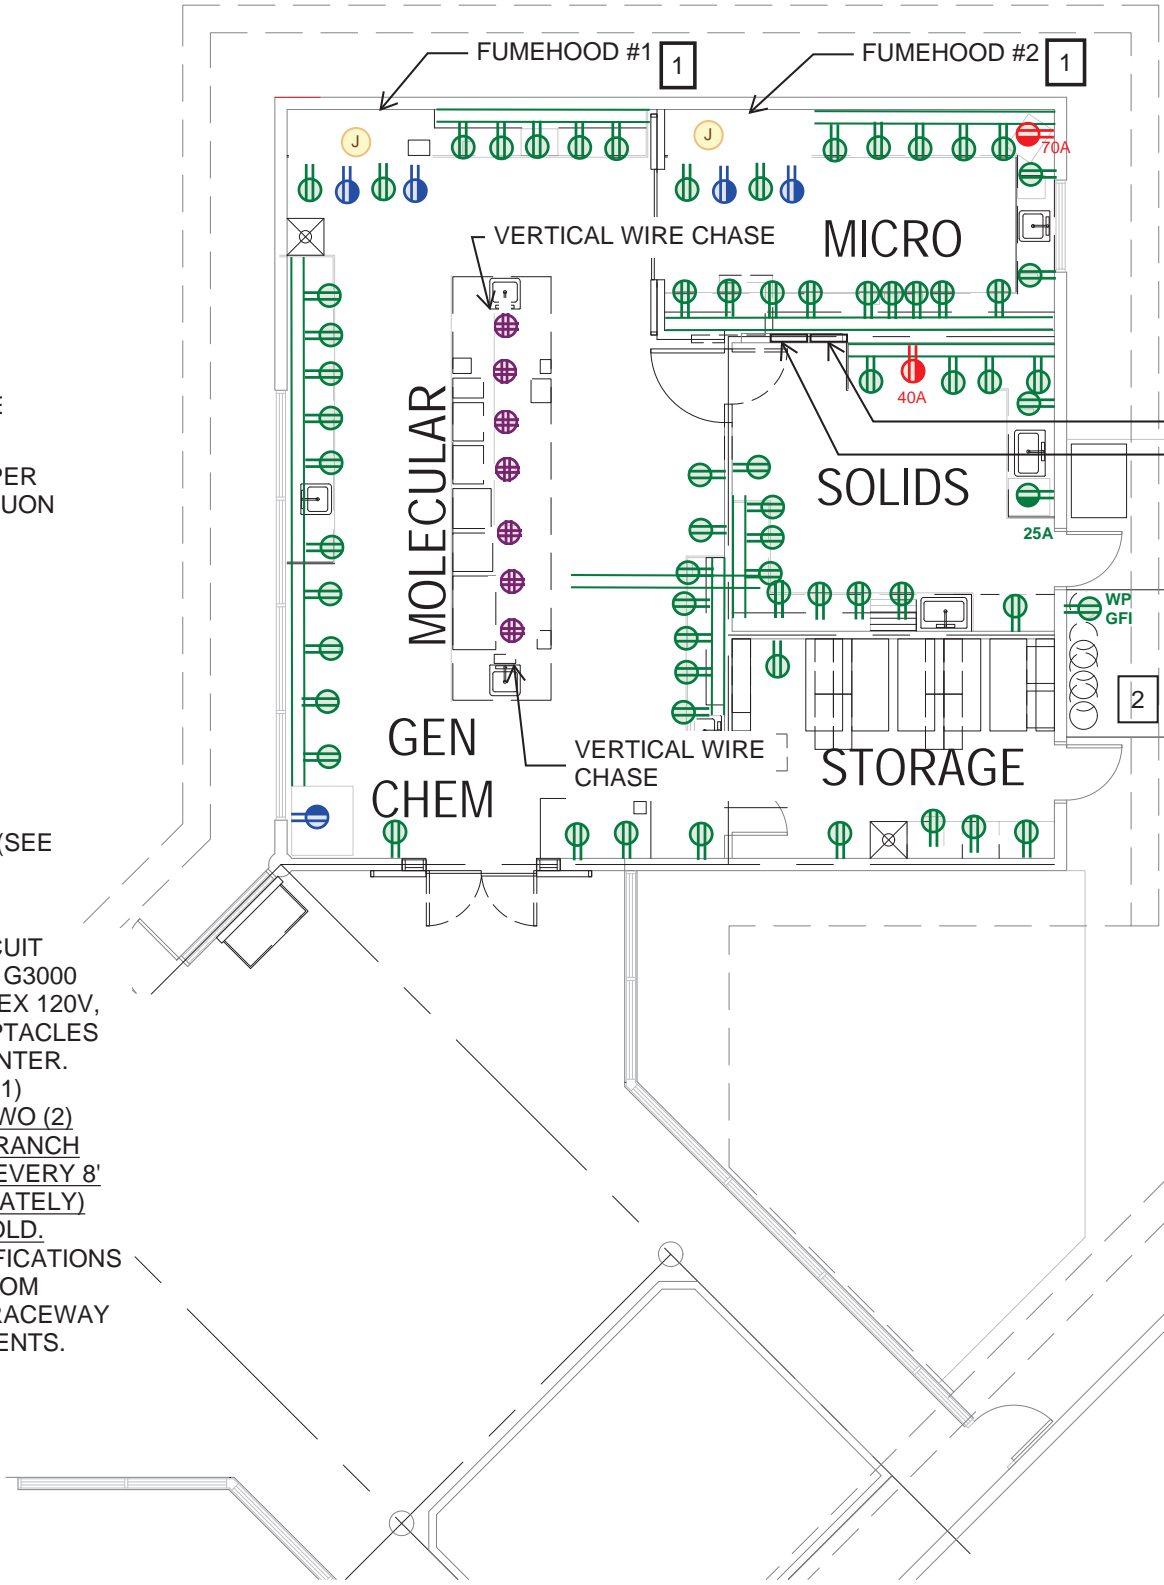 FUMEHOOD #1
1
FUMEHOOD #2
1
J
J
70A
VERTICAL WIRE CHASE
MICRO
40A
MOLECULAR
SOLIDS
25A
WP
GFI
2
GEN
CHEM
VERTICAL WIRE
CHASE
STORAGE
E
PER
UON
(SEE
CUIT
G3000
EX 120V,
PTACLES
NTER.
1)
WO (2)
RANCH
EVERY 8'
ATELY)
OLD.
FICATIONS
OM
RACEWAY
ENTS.